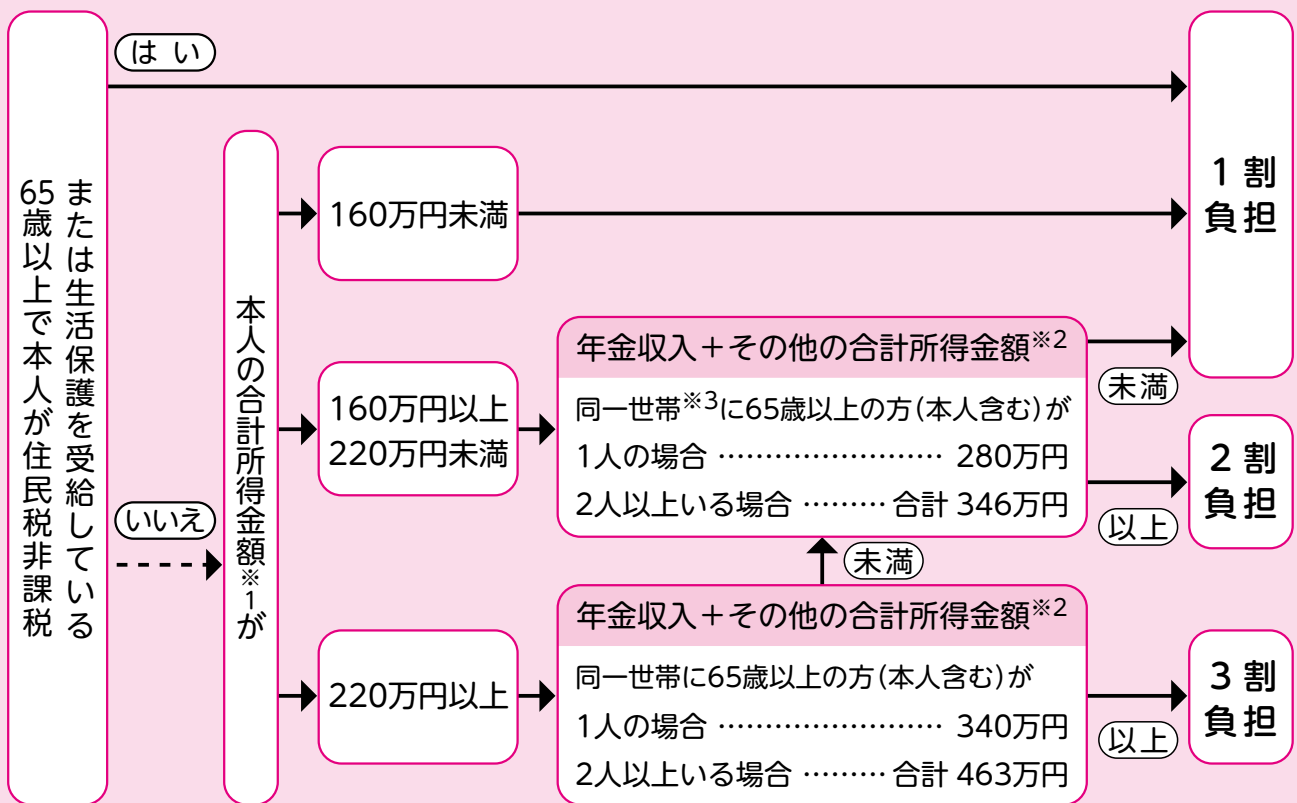 65歳以上で本人が住民税非課税
または生活保護を受給している
はい
いいえ
本人の合計所得金額※1が
160万円未満
160万円以上
220万円未満
220万円以上
年金収入＋その他の合計所得金額※2
同一世帯※3に65歳以上の方(本人含む)が
1人の場合 …………………… 280万円
2人以上いる場合 ……… 合計 346万円
未満
以上
未満
年金収入＋その他の合計所得金額※2
同一世帯に65歳以上の方(本人含む)が
1人の場合 …………………… 340万円
2人以上いる場合 ……… 合計 463万円
以上
1割
負担
2割
負担
3割
負担